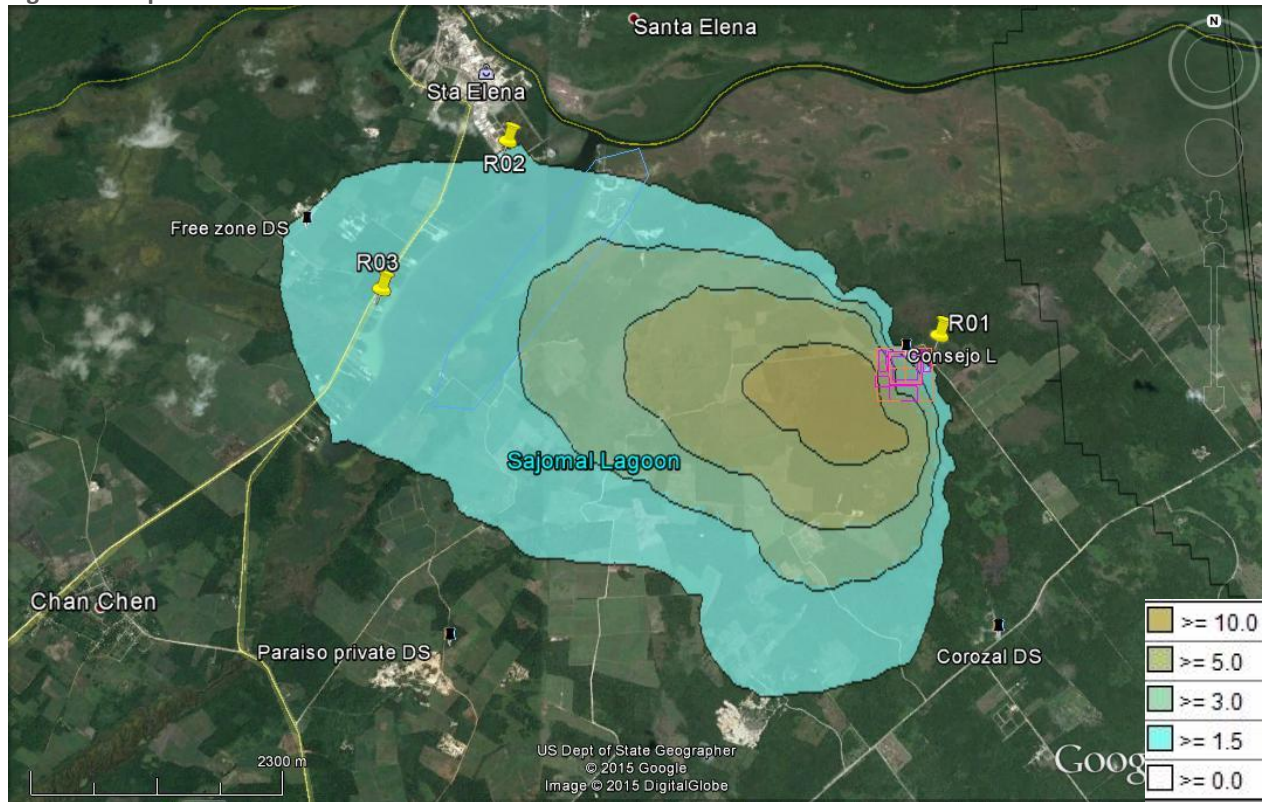 Santa Elena
N
Sta Elena
R02
Free zone DS
R03
R01
Consejo L
Sajomal Lagoon
Chan Chen
Paraiso private DS
Corozal DS
>= 10.0
>= 5.0
>= 3.0
>= 1.5
>= 0.0
2300 m
US Dept of State Geographer
© 2015 Google
Image © 2015 DigitalGlobe